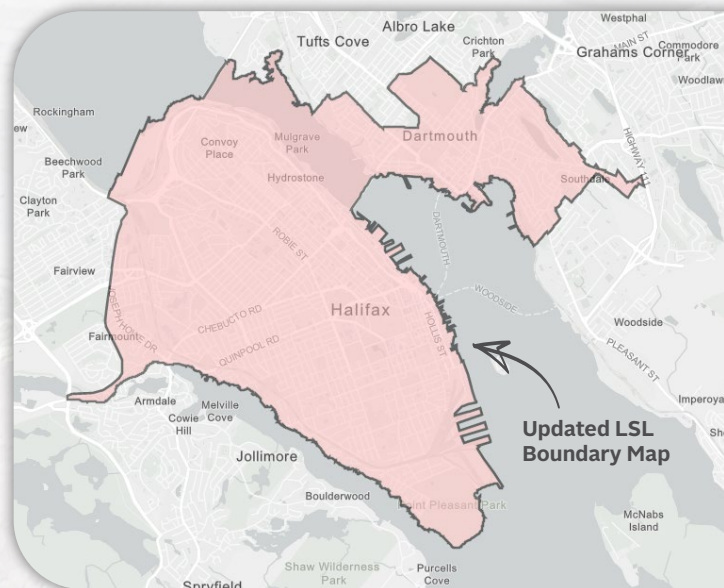 Westphal
Albro Lake
Tufts Cove
Crichton
Park
MAIN ST
Commodore
Park
Grahams Corner
Woodlaw
Rockingham
ew
Convoy
Place
Mulgrave
Park
Dartmouth
HIGHWAY 111
Beechwood
Park
Hydrostone
Southdale
Clayton
Park
DARTMOUTH
ROBIE ST
Fairview
JOSEPH HOWE DR
WOODSIDE
CHEBUCTO RD
Halifax
HOLLIS ST
Woodside
Fairmount
QUINPOOL RD
PLEASANT ST
Armdale
Melville
Cove
Cowie
Hill
Imperoya
Updated LSL
Boundary Map
Jollimore
Boulderwood
Point Pleasant Park
McNabs
Island
Shaw Wilderness
Park
Purcells
Cove
Spryfield